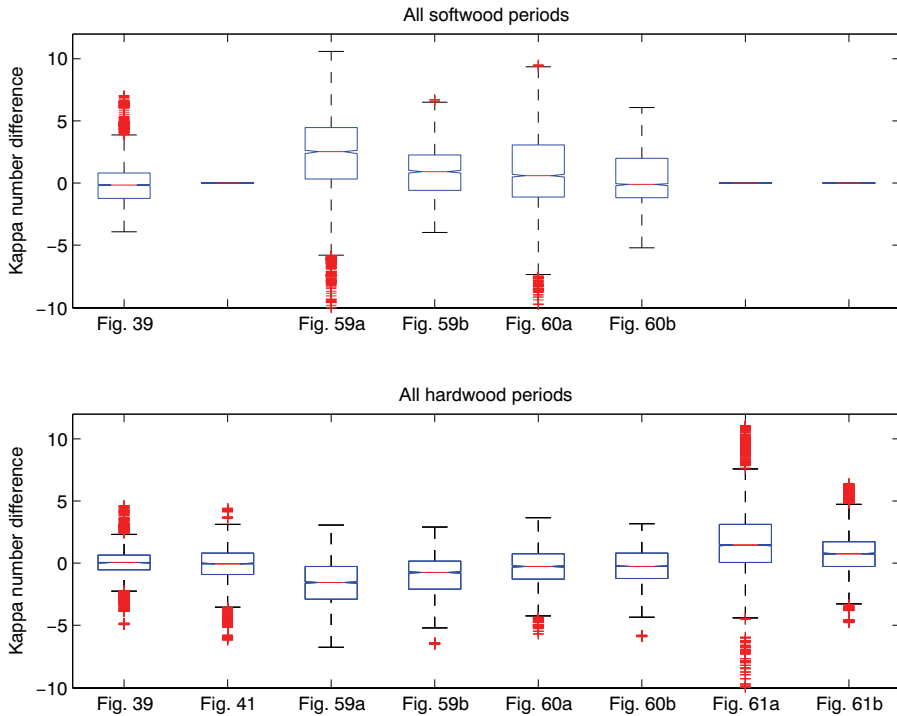 All softwood periods
Kappa number difference
10
5
0
−5
−10
Fig. 39 Fig. 59a Fig. 59b Fig. 60a Fig. 60b
All hardwood periods
Kappa number difference
10
5
0
−5
−10
Fig. 39 Fig. 41 Fig. 59a Fig. 59b Fig. 60a Fig. 60b Fig. 61a Fig. 61b